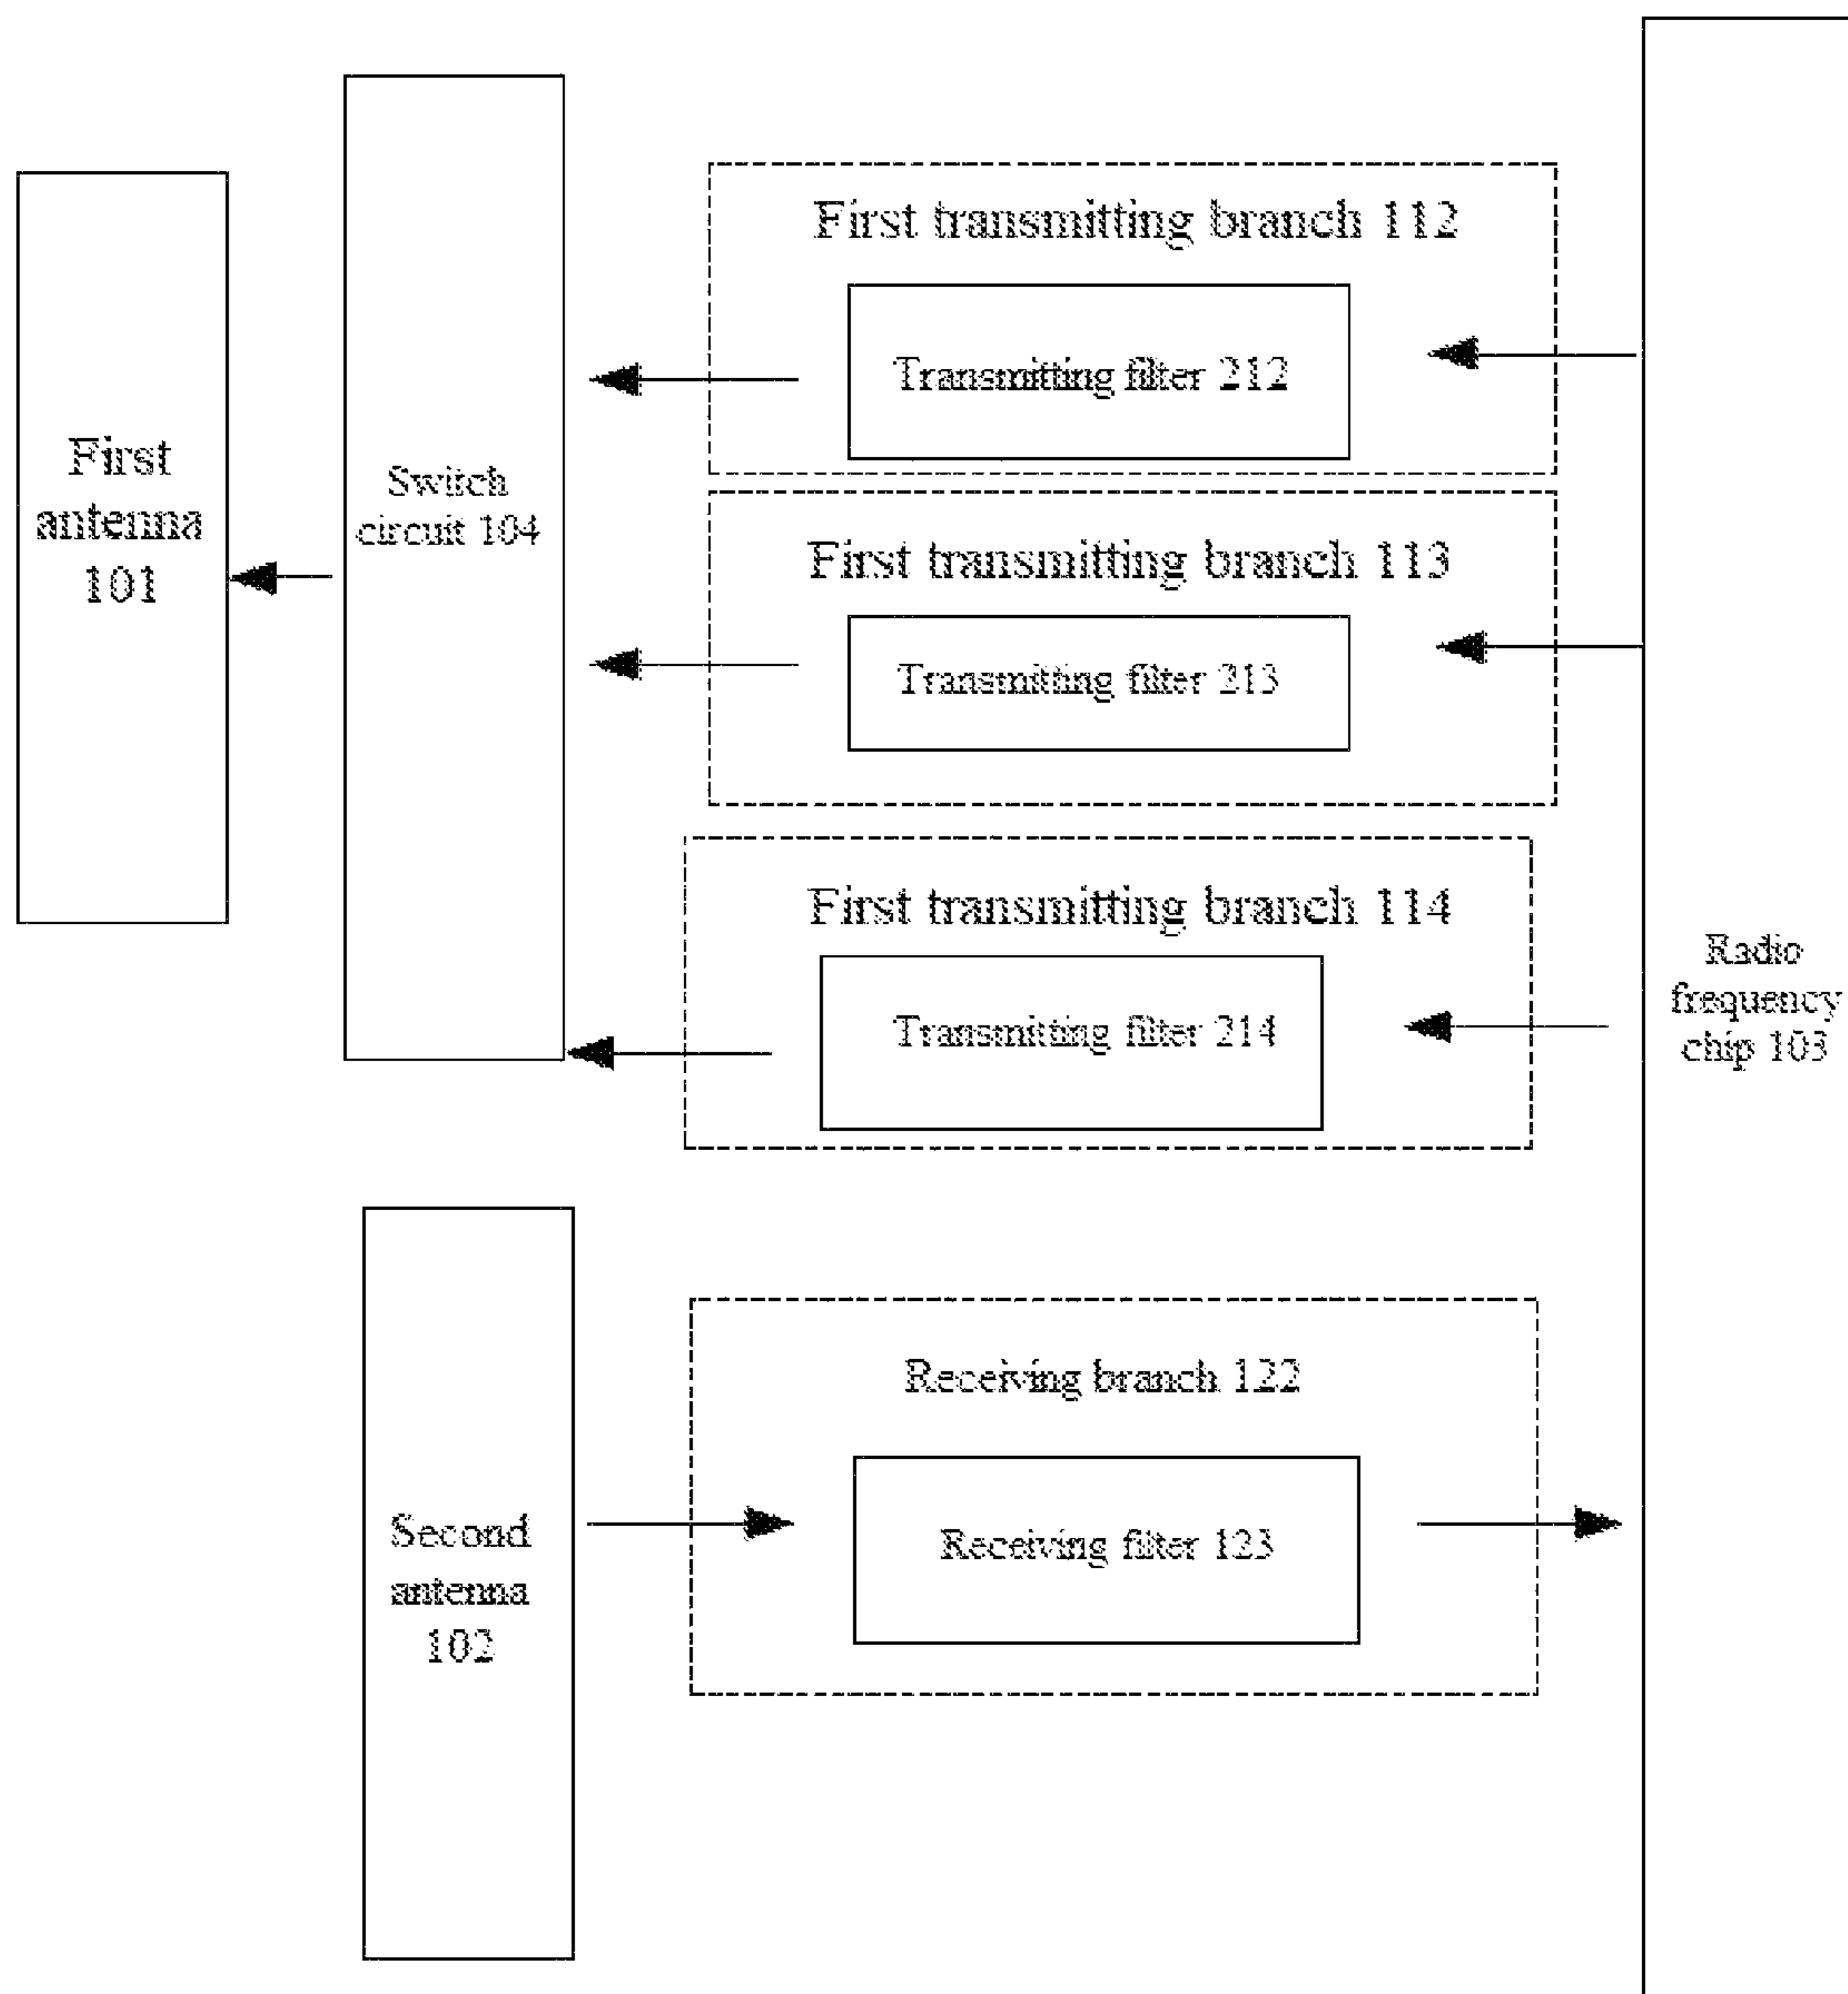 First transmitting branch 112
Transmitting filter 212
First
antenna
101
Switch
circuit 104
First transmitting branch 113
Transmitting filter 213
First transmitting branch 114
Transmitting filter 214
Radio
frequency
chip 103
Receiving branch 122
Receiving filter 123
Second
antenna
102